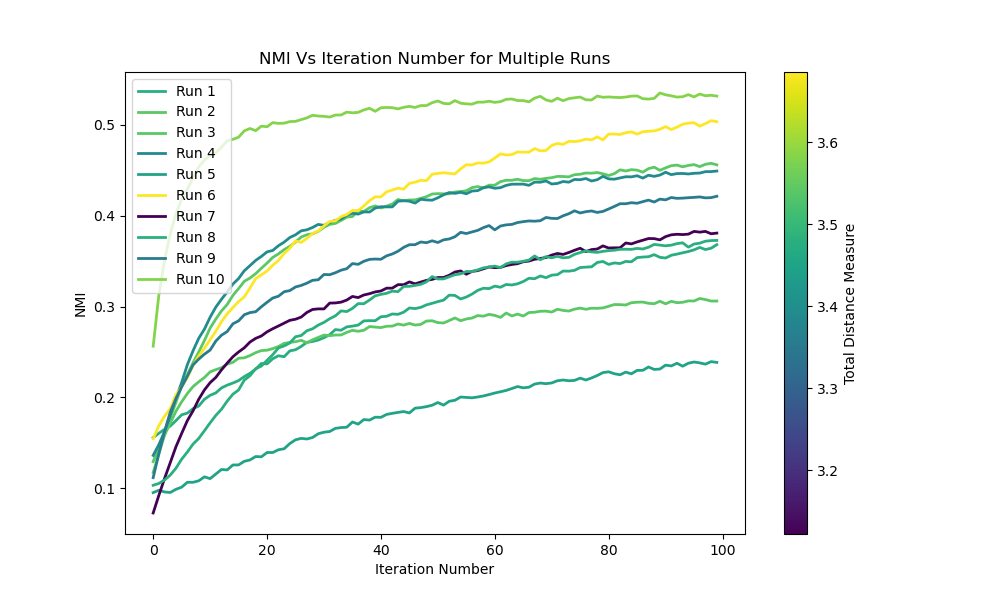 NMI Vs Iteration Number for Multiple Runs
Run 1
Run 2
Run 3
Run 4
Run 5
Run 6
Run 7
Run 8
Run 9
Run 10
NMI
0.5
0.4
0.3
0.2
0.1
0 20 40 60 80 100
Iteration Number
3.6
3.5
3.4
3.3
3.2
Total Distance Measure